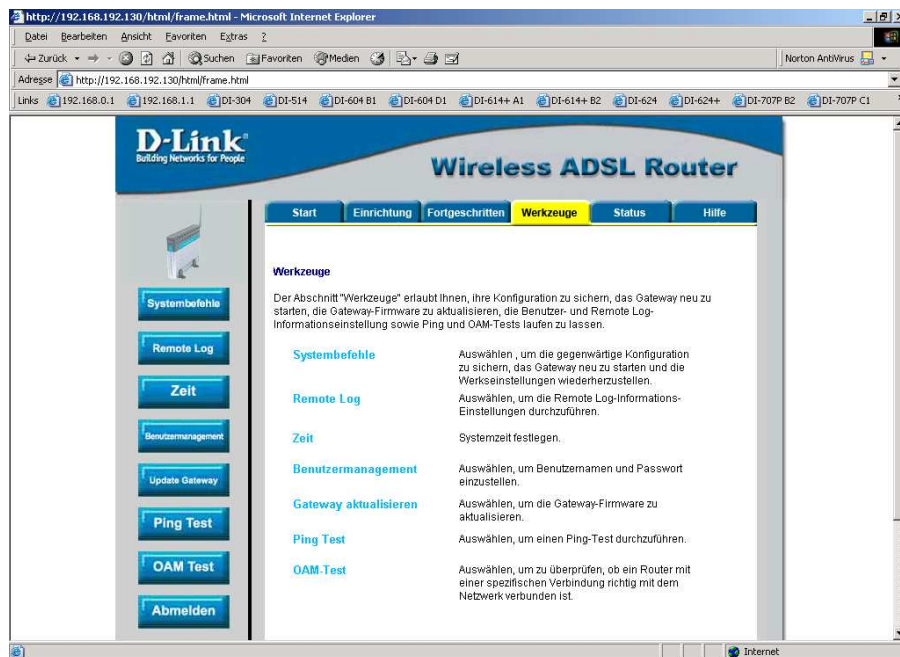 http://192.168.192.130/html/frame.html - Microsoft Internet Explorer
Datei Bearbeiten Ansicht Favoriten Extras ?
Zurück Suchen Favoriten Medien Norton AntiVirus
Adresse http://192.168.192.130/html/frame.html
Links 192.168.0.1 192.168.1.1 DI-304 DI-514 DI-604 B1 DI-604 D1 DI-614+ A1 DI-614+ B2 DI-624 DI-624+ DI-707P B2 DI-707P C1
D-Link
Building Networks for People
Wireless ADSL Router
Start Einrichtung Fortgeschritten Werkzeuge Status Hilfe
Systembefehle
Remote Log
Zeit
Benutzermanagement
Update Gateway
Ping Test
OAM Test
Abmelden
Werkzeuge
Der Abschnitt "Werkzeuge" erlaubt Ihnen, ihre Konfiguration zu sichern, das Gateway neu zu
starten, die Gateway-Firmware zu aktualisieren, die Benutzer- und Remote Log-
Informationseinstellung sowie Ping und OAM-Tests laufen zu lassen.
Systembefehle Auswählen , um die gegenwärtige Konfiguration
zu sichern, das Gateway neu zu starten und die
Werkseinstellungen wiederherzustellen.
Remote Log Auswählen, um die Remote Log-Informations-
Einstellungen durchzuführen.
Zeit Systemzeit festlegen.
Benutzermanagement Auswählen, um Benutzernamen und Passwort
einzustellen.
Gateway aktualisieren Auswählen, um die Gateway-Firmware zu
aktualisieren.
Ping Test Auswählen, um einen Ping-Test durchzuführen.
OAM-Test Auswählen, um zu überprüfen, ob ein Router mit
einer spezifischen Verbindung richtig mit dem
Netzwerk verbunden ist.
Internet